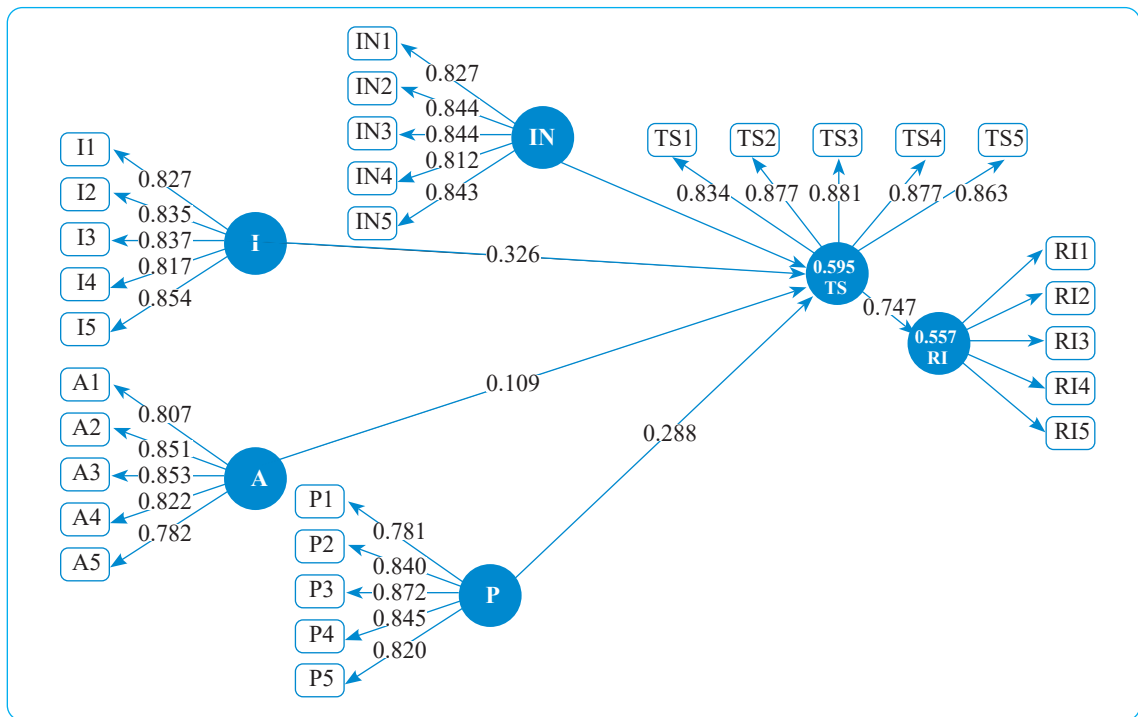 IN1
0.827
IN2
0.844
IN3
0.844
IN4
0.812
IN5
0.843
IN
I1
0.827
I2
0.835
I3
0.837
I4
0.817
I5
0.854
I
0.326
TS1
TS2
TS3
TS4
TS5
0.834
0.877
0.881
0.877
0.863
0.595
TS
0.747
0.557
RI
RI1
RI2
RI3
RI4
RI5
A1
0.807
A2
0.851
A3
0.853
A4
0.822
A5
0.782
A
0.109
P1
0.781
P2
0.840
P3
0.872
P4
0.845
P5
0.820
P
0.288